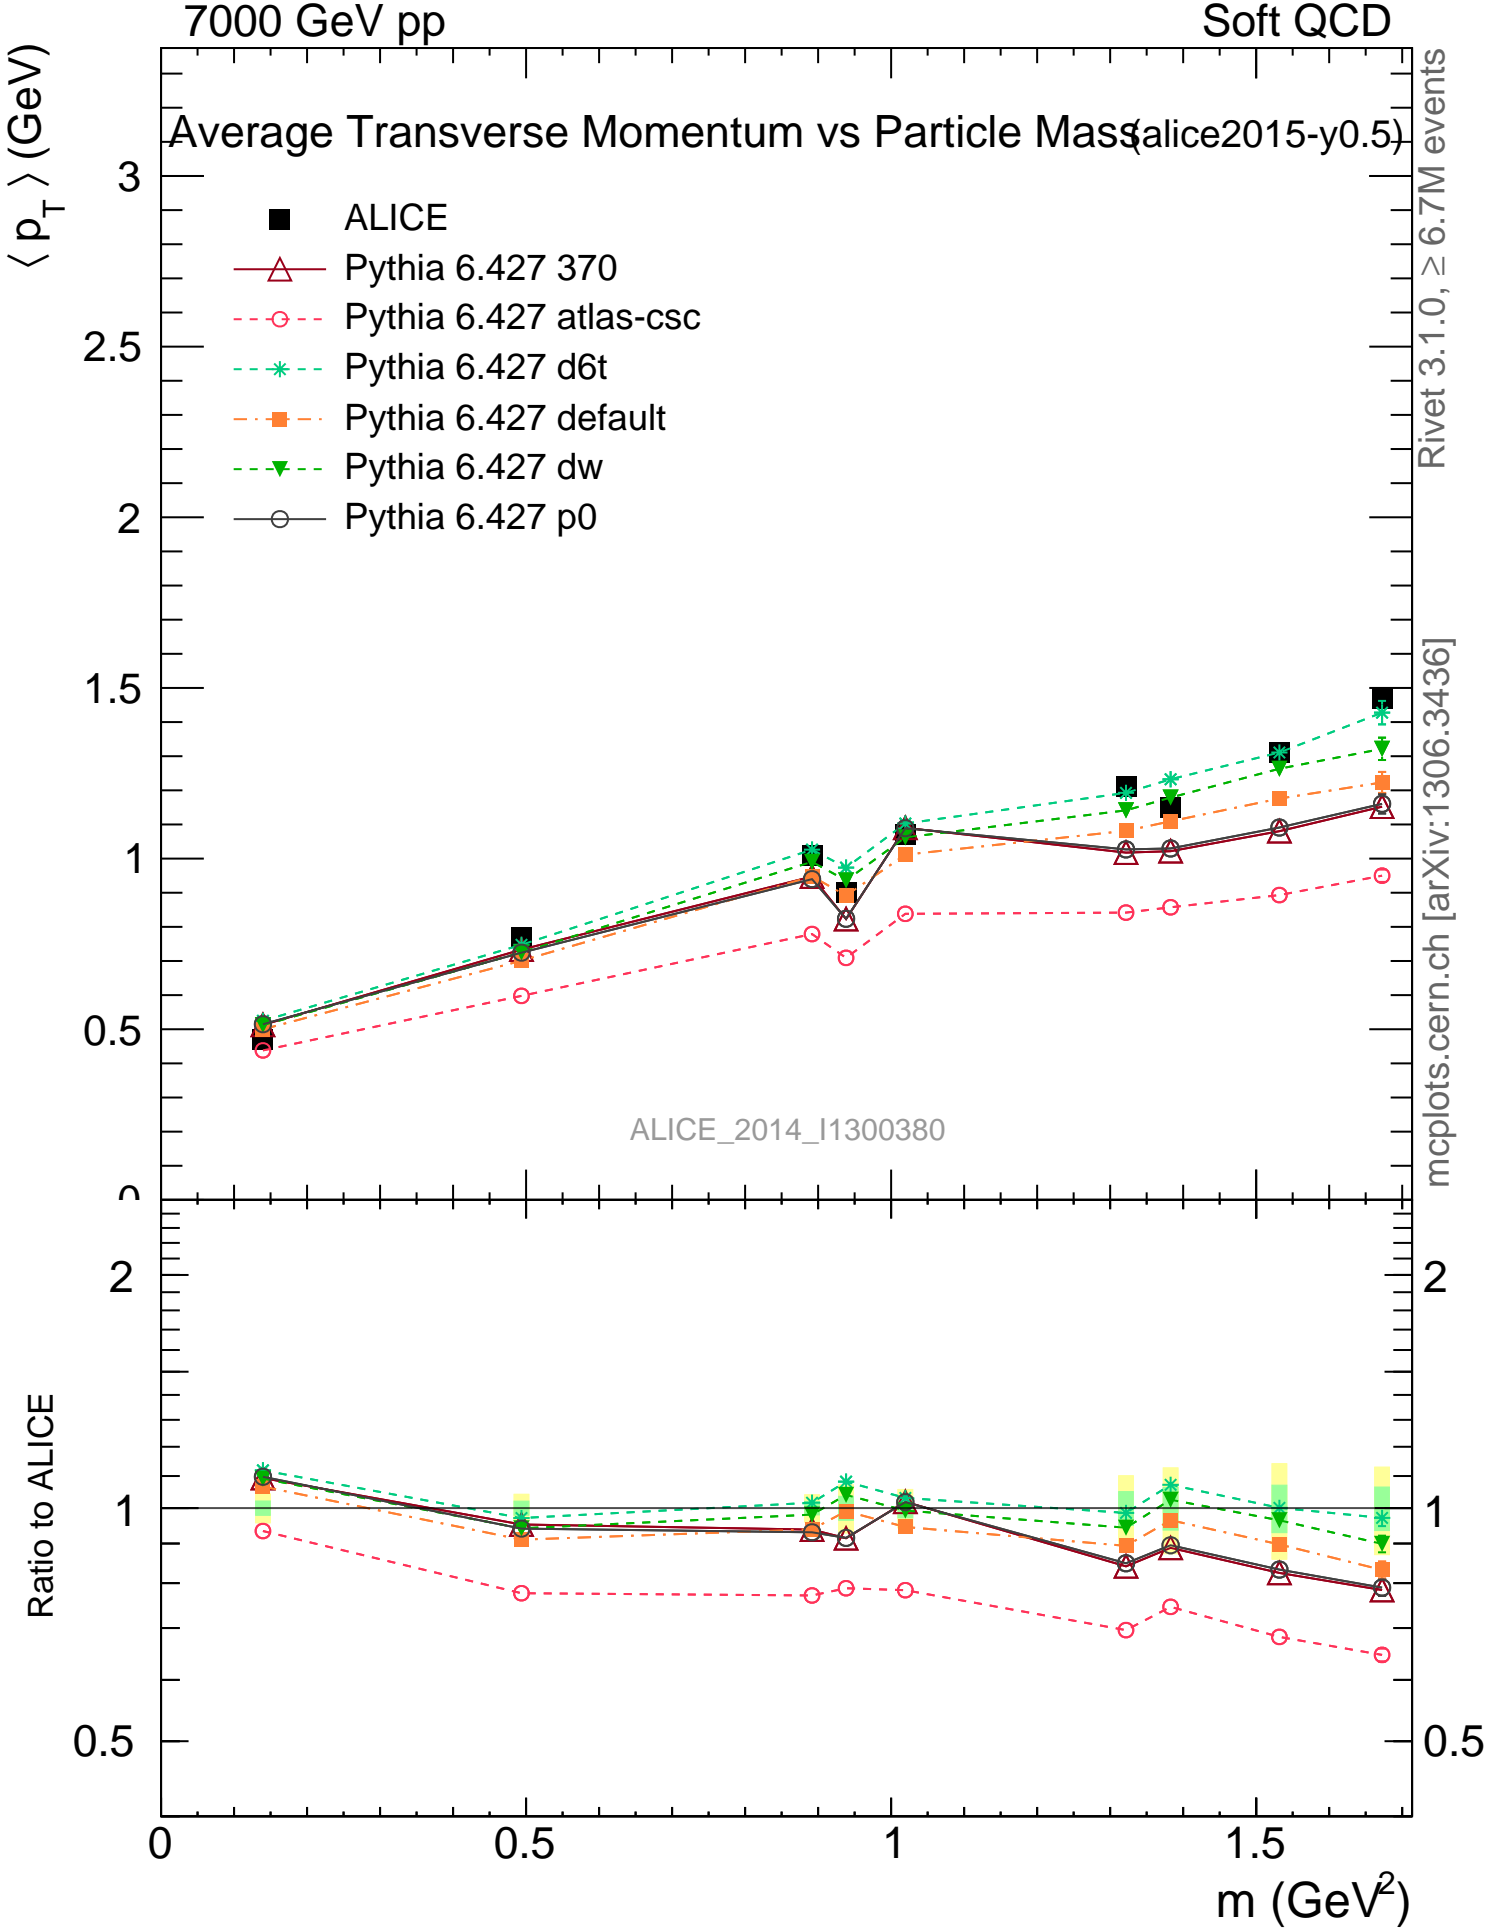 7000 GeV pp
Soft QCD
Average Transverse Momentum vs Particle Mass (alice2015-y0.5)
⟨ p_T ⟩ (GeV)
3
2.5
2
1.5
1
0.5
0
ALICE
Pythia 6.427 370
Pythia 6.427 atlas-csc
Pythia 6.427 d6t
Pythia 6.427 default
Pythia 6.427 dw
Pythia 6.427 p0
ALICE_2014_I1300380
Rivet 3.1.0, ≥ 6.7M events
mcplots.cern.ch [arXiv:1306.3436]
Ratio to ALICE
2
1
0.5
2
1
0.5
0
0.5
1
1.5
m (GeV²)